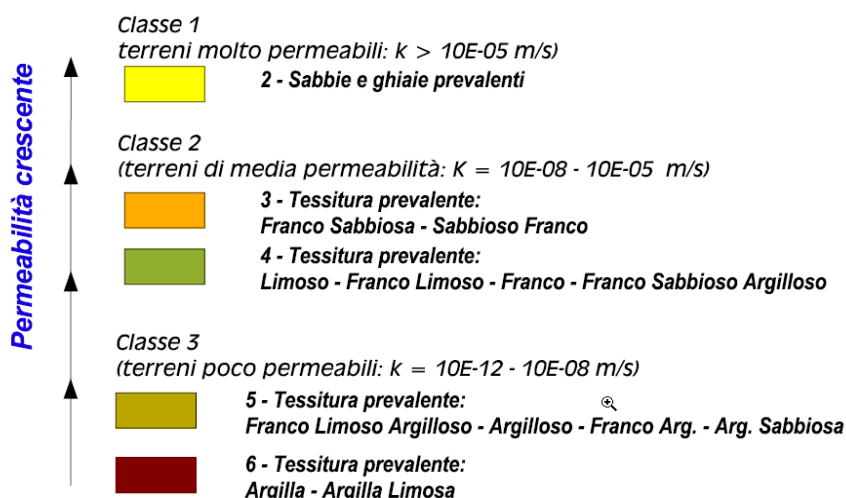 Permeabilità crescente
Classe 1
terreni molto permeabili: k > 10E-05 m/s)
2 - Sabbie e ghiaie prevalenti
Classe 2
(terreni di media permeabilità: K = 10E-08 - 10E-05 m/s)
3 - Tessitura prevalente:
Franco Sabbiosa - Sabbioso Franco
4 - Tessitura prevalente:
Limoso - Franco Limoso - Franco - Franco Sabbioso Argilloso
Classe 3
(terreni poco permeabili: k = 10E-12 - 10E-08 m/s)
5 - Tessitura prevalente:
Franco Limoso Argilloso - Argilloso - Franco Arg. - Arg. Sabbiosa
6 - Tessitura prevalente:
Argilla - Argilla Limosa